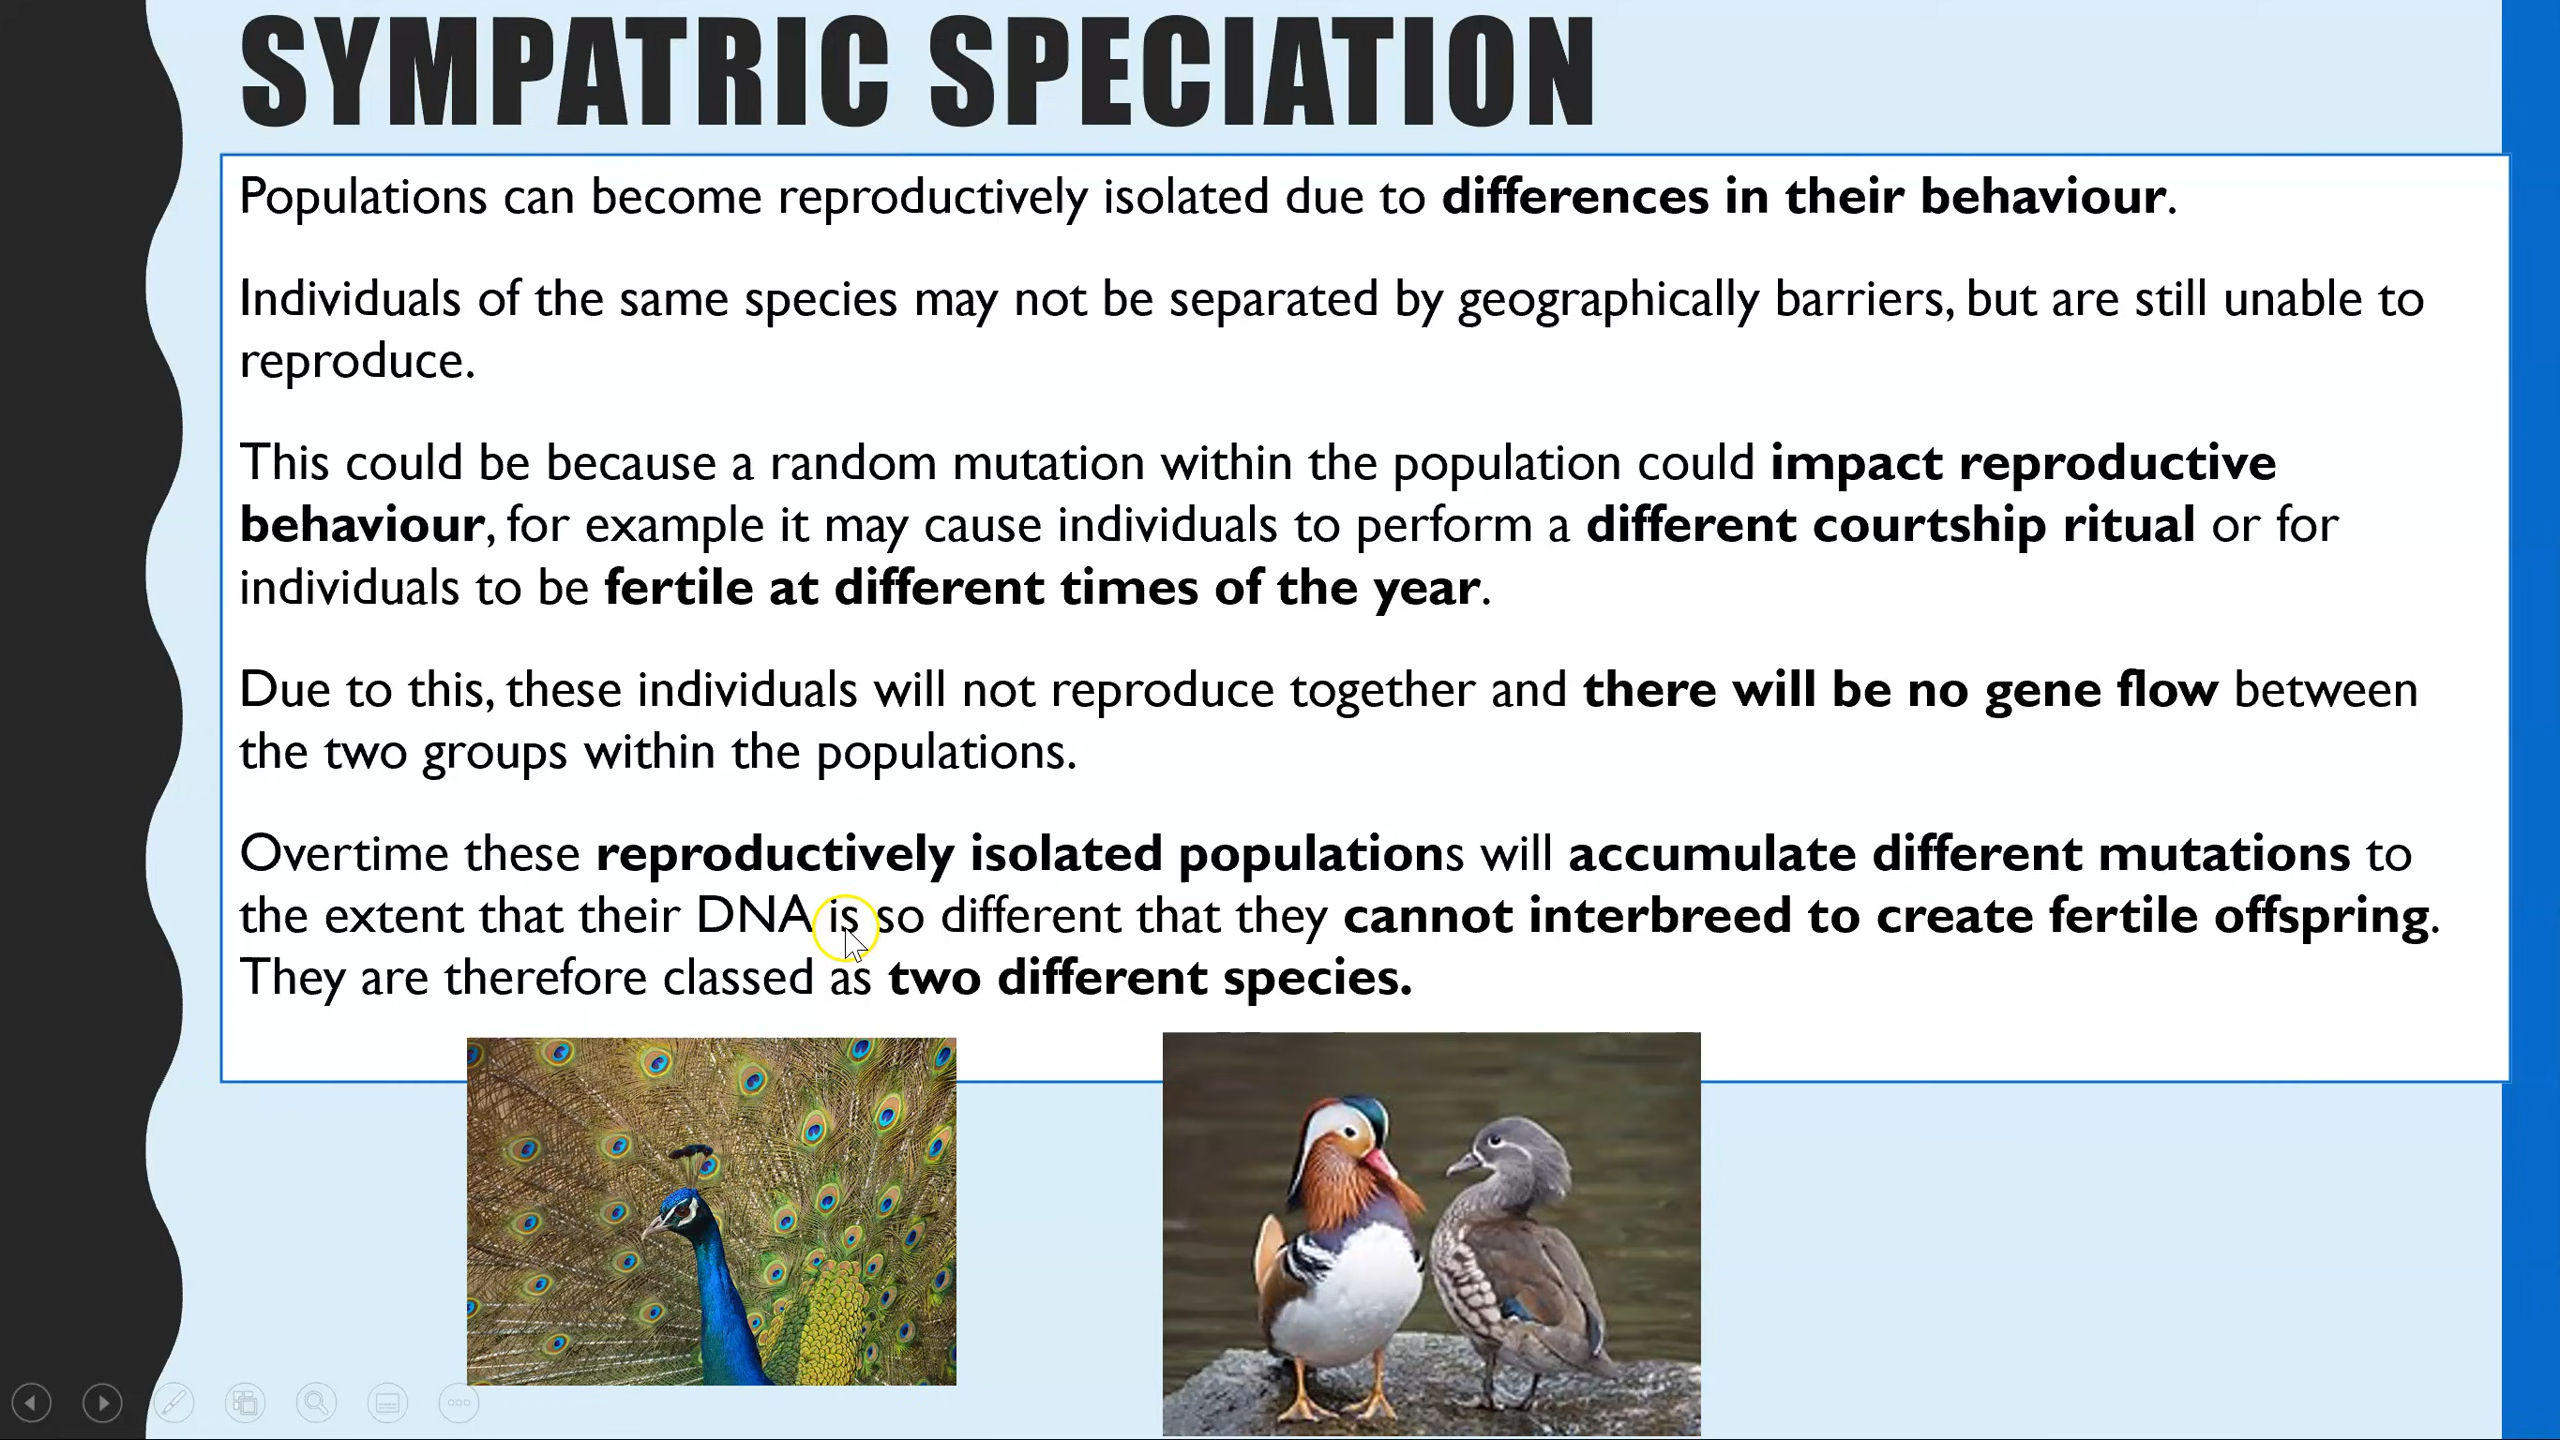 SYMPATRIC SPECIATION
Populations can become reproductively isolated due to differences in their behaviour.
Individuals of the same species may not be separated by geographically barriers, but are still unable to
reproduce.
This could be because a random mutation within the population could impact reproductive
behaviour, for example it may cause individuals to perform a different courtship ritual or for
individuals to be fertile at different times of the year.
Due to this, these individuals will not reproduce together and there will be no gene flow between
the two groups within the populations.
Overtime these reproductively isolated populations will accumulate different mutations to
the extent that their DNA is so different that they cannot interbreed to create fertile offspring.
They are therefore classed as two different species.